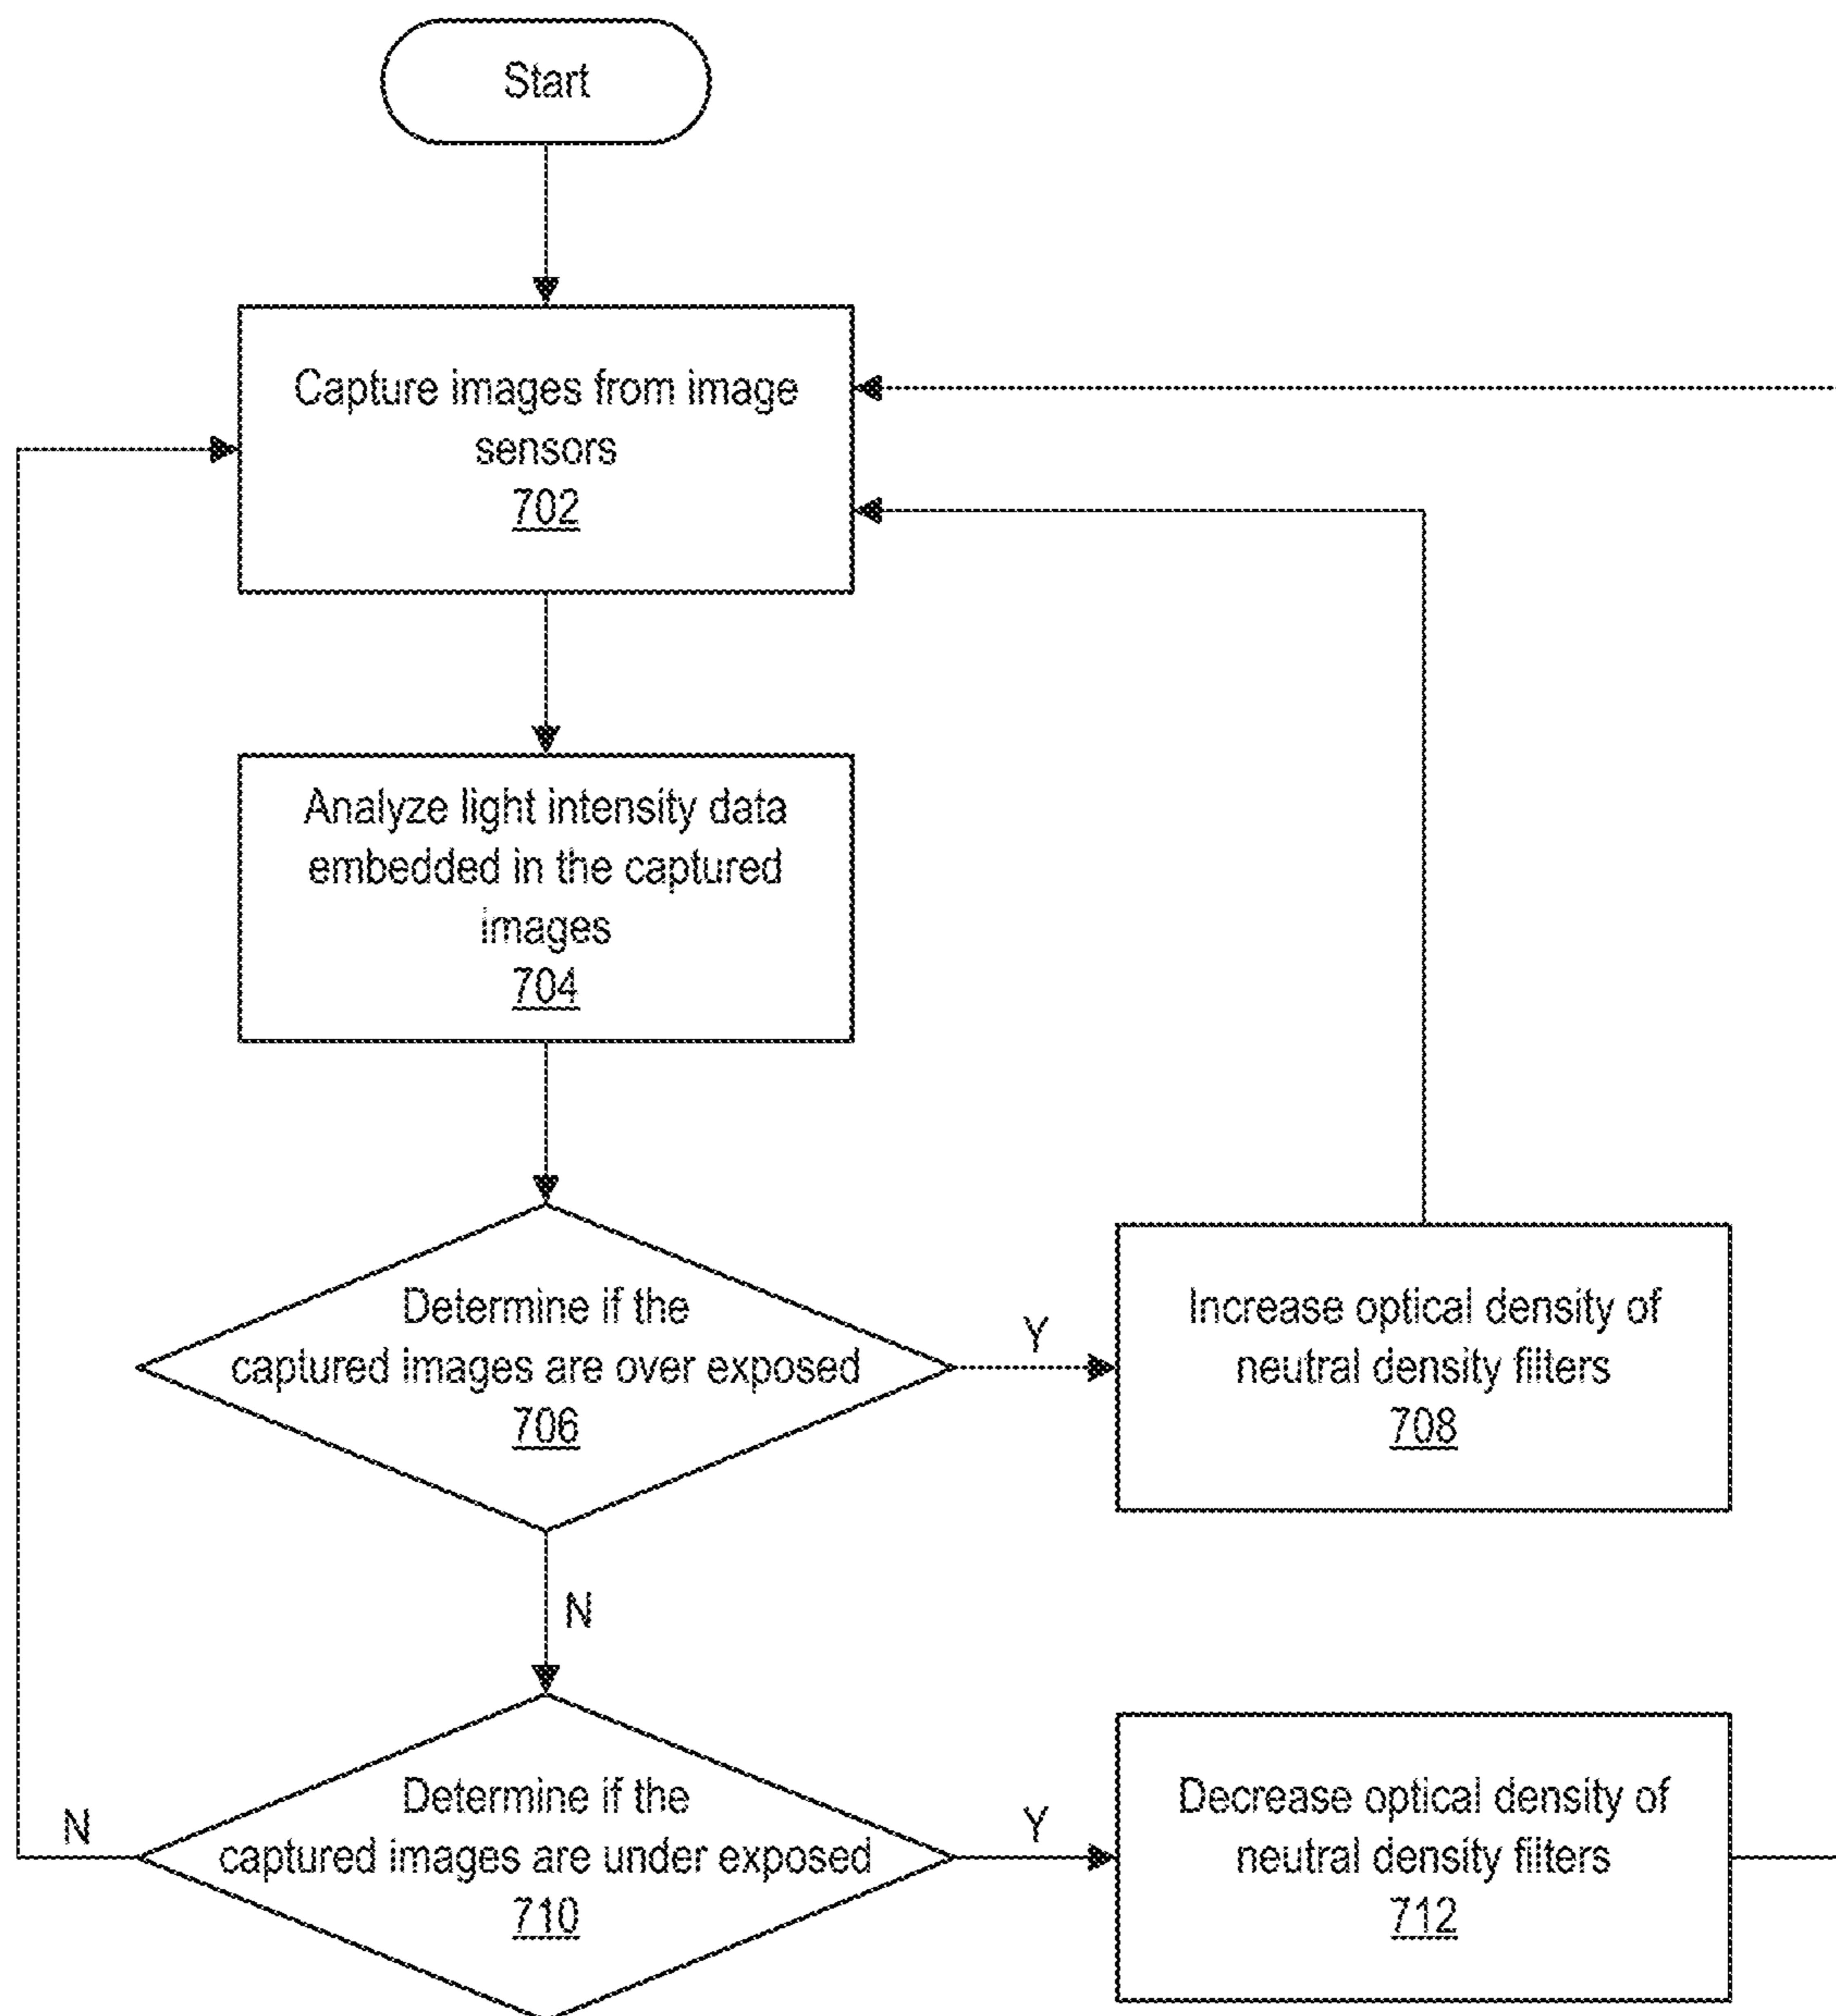 Start
Capture images from image
sensors
702
Analyze light intensity data
embedded in the captured
images
704
Determine if the
captured images are over exposed
706
Y
Increase optical density of
neutral density filters
708
N
Determine if the
captured images are under exposed
710
N
Y
Decrease optical density of
neutral density filters
712